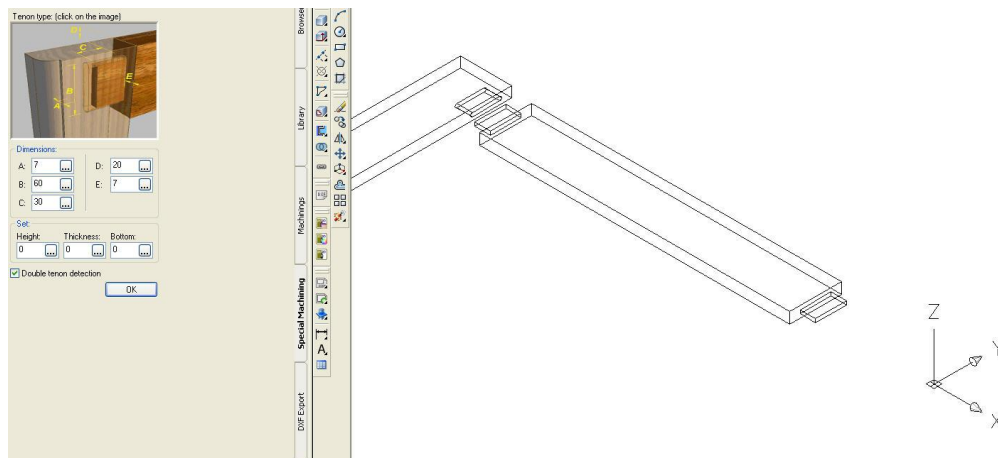 Tenon type: (click on the image)
D
C
B
E
A
Dimensions:
A: 7 ... D: 20 ...
B: 60 ... E: 7 ...
C: 30 ...
Set:
Height: Thickness: Bottom:
0 ... 0 ... 0 ...
Double tenon detection
OK
Browser
Library
Machinings
Special Machining
DXF Export
A
Z
Y
X